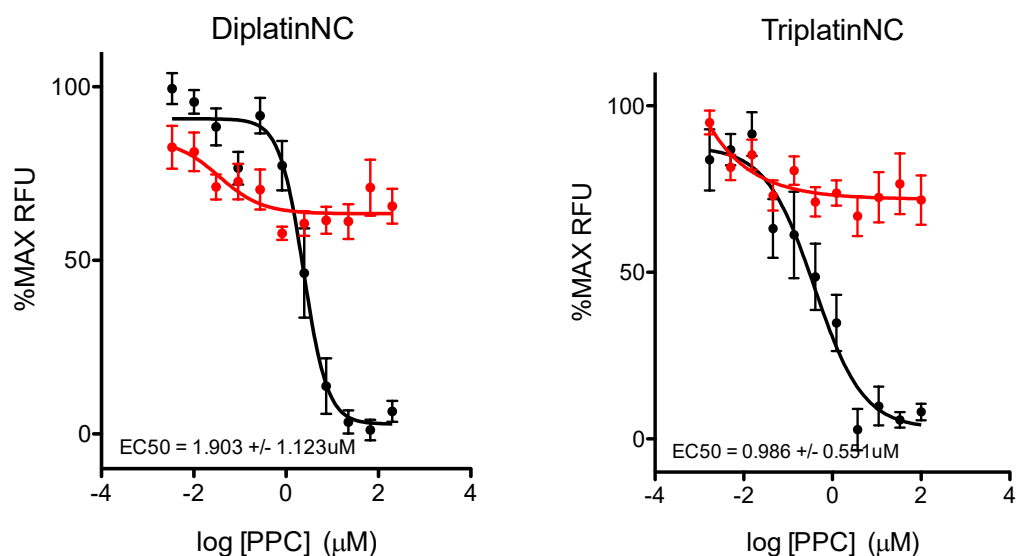 DiplatinNC
%MAX RFU
100
50
0
EC50 = 1.903 +/- 1.123uM
-4
-2
0
2
4
log [PPC] (μM)
TriplatinNC
%MAX RFU
100
50
0
EC50 = 0.986 +/- 0.551uM
-4
-2
0
2
4
log [PPC] (μM)